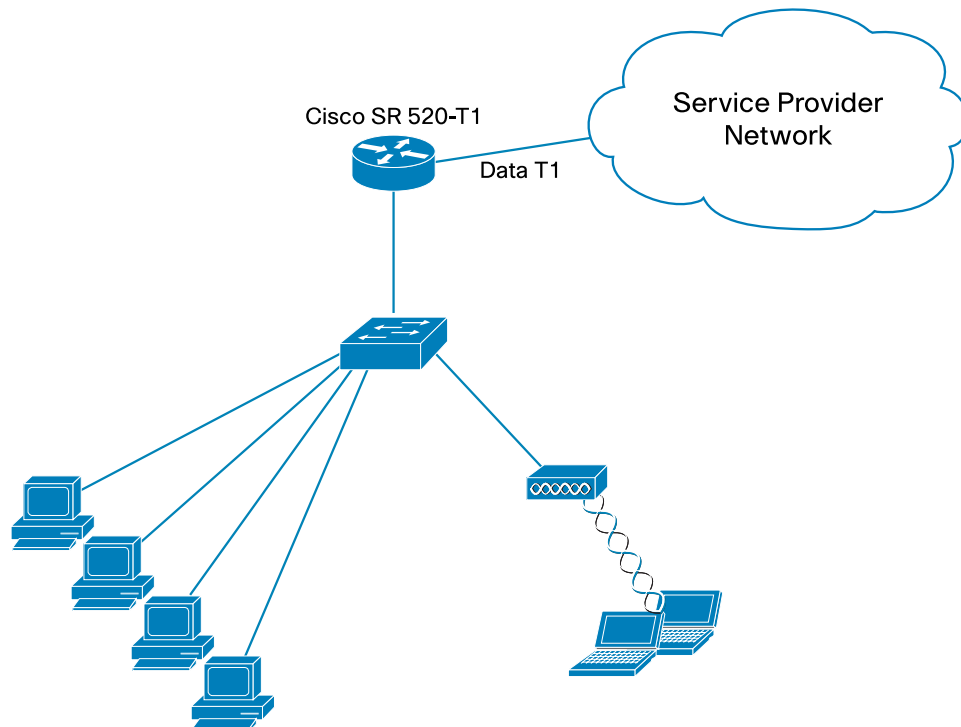 Service Provider
Network
Cisco SR 520-T1
Data T1